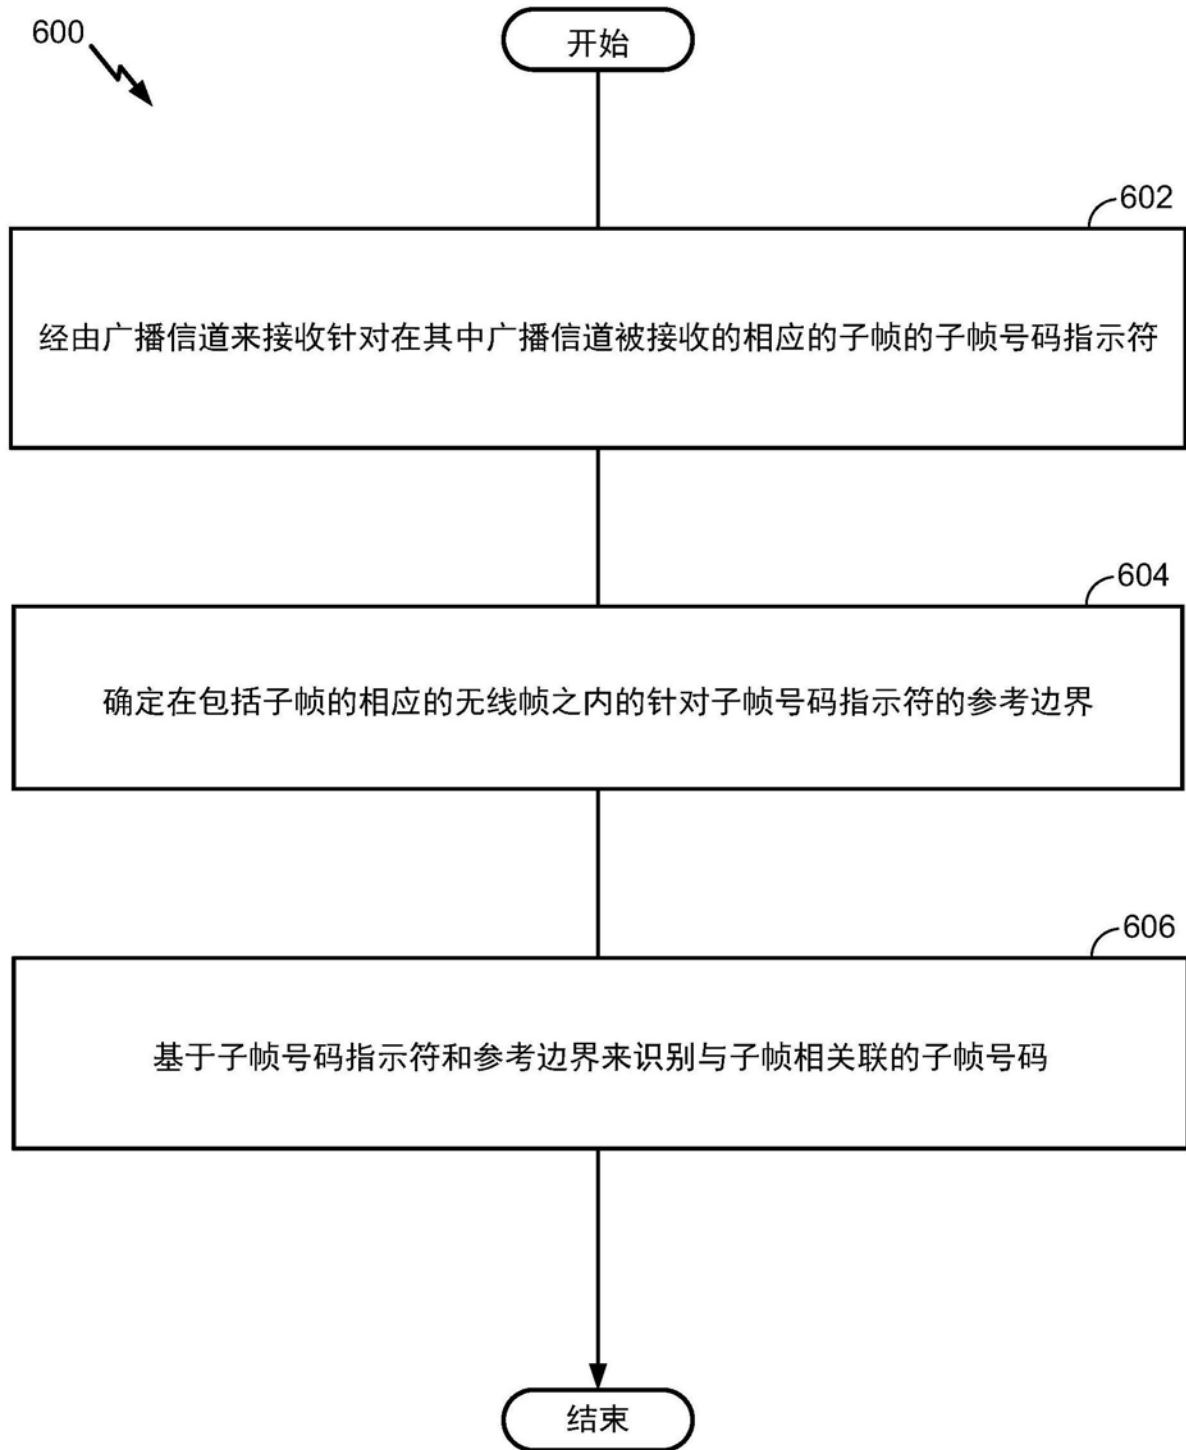 600
开始
602
经由广播信道来接收针对在其中广播信道被接收的相应的子帧的子帧号码指示符
604
确定在包括子帧的相应的无线帧之内的针对子帧号码指示符的参考边界
606
基于子帧号码指示符和参考边界来识别与子帧相关联的子帧号码
结束